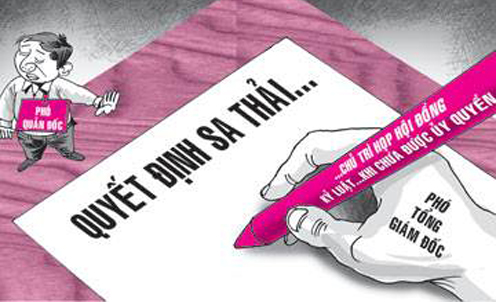 PHÓ
QUẢN ĐỐC
QUYẾT ĐỊNH SA THẢI...
...CHỦ TRÌ HỌP HỘI ĐỒNG
KỶ LUẬT...KHI CHƯA ĐƯỢC ỦY QUYỀN
PHÓ
TỔNG
GIÁM ĐỐC